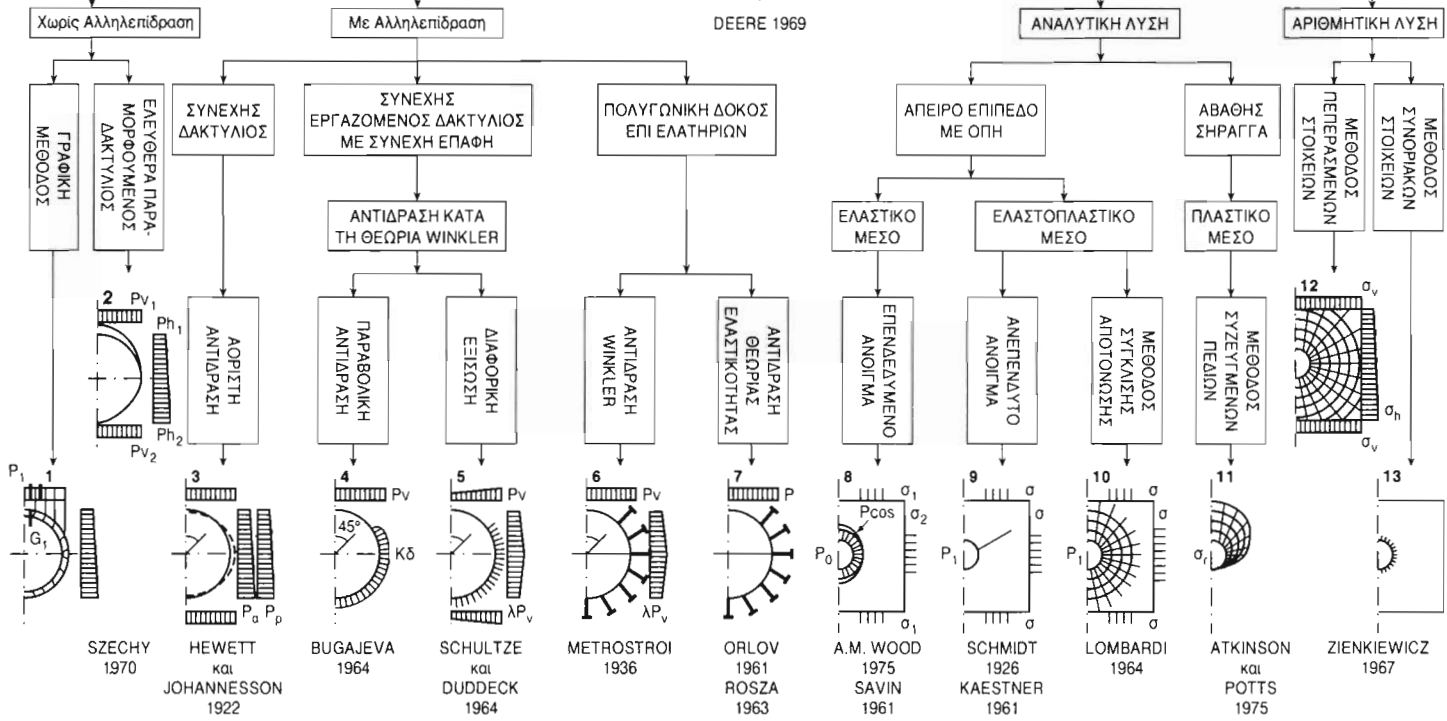 Χωρίς Αλληλεπίδραση
Με Αλληλεπίδραση
DEERE 1969
ΑΝΑΛΥΤΙΚΗ ΛΥΣΗ
ΑΡΙΘΜΗΤΙΚΗ ΛΥΣΗ
ΓΡΑΦΙΚΗ
ΜΕΘΟΔΟΣ
ΕΛΕΥΘΕΡΑ ΠΑΡΑ-
ΜΟΡΦΟΥΜΕΝΟΣ
ΔΑΚΤΥΛΙΟΣ
ΣΥΝΕΧΗΣ
ΔΑΚΤΥΛΙΟΣ
ΣΥΝΕΧΗΣ
ΕΡΓΑΖΟΜΕΝΟΣ ΔΑΚΤΥΛΙΟΣ
ΜΕ ΣΥΝΕΧΗ ΕΠΑΦΗ
ΠΟΛΥΓΩΝΙΚΗ ΔΟΚΟΣ
ΕΠΙ ΕΛΑΤΗΡΙΩΝ
ΑΠΕΙΡΟ ΕΠΙΠΕΔΟ
ΜΕ ΟΠΗ
ΑΒΑΘΗΣ
ΣΗΡΑΓΓΑ
ΜΕΘΟΔΟΣ
ΠΕΠΕΡΑΣΜΕΝΩΝ
ΣΤΟΙΧΕΙΩΝ
ΜΕΘΟΔΟΣ
ΣΥΝΟΡΙΑΚΩΝ
ΣΤΟΙΧΕΙΩΝ
ΑΝΤΙΔΡΑΣΗ ΚΑΤΑ
ΤΗ ΘΕΩΡΙΑ WINKLER
ΕΛΑΣΤΙΚΟ
ΜΕΣΟ
ΕΛΑΣΤΟΠΛΑΣΤΙΚΟ
ΜΕΣΟ
ΠΛΑΣΤΙΚΟ
ΜΕΣΟ
ΑΟΡΙΣΤΗ
ΑΝΤΙΔΡΑΣΗ
ΠΑΡΑΒΟΛΙΚΗ
ΑΝΤΙΔΡΑΣΗ
ΔΙΑΦΟΡΙΚΗ
ΕΞΙΣΩΣΗ
ΑΝΤΙΔΡΑΣΗ
WINKLER
ΑΝΤΙΔΡΑΣΗ
ΘΕΩΡΙΑΣ
ΕΛΑΣΤΙΚΟΤΗΤΑΣ
ΕΠΕΝΔΕΔΥΜΕΝΟ
ΑΝΟΙΓΜΑ
ΑΝΕΠΕΝΔΥΤΟ
ΑΝΟΙΓΜΑ
ΜΕΘΟΔΟΣ
ΣΥΓΚΛΙΣΗΣ
ΑΠΟΤΟΝΩΣΗΣ
ΜΕΘΟΔΟΣ
ΣΥΖΕΥΓΜΕΝΩΝ
ΠΕΔΙΩΝ
2 Pv1
Ph1
Ph2
Pv2
12 σv
σh
σv
P1 1
G1
3
Pα Pp
4 Pv
45°
Kδ
5 Pv
λPv
6 Pv
λPv
7 P
8 σ1
Pcos σ2
P0
σ1
9 σ
σ
P1
σ
10 σ
σ
P1
σ
11
σr
13
SZECHY
1970
HEWETT
και
JOHANNESSON
1922
BUGAJEVA
1964
SCHULTZE
και
DUDDECK
1964
METROSTROI
1936
ORLOV
1961
ROSZA
1963
A.M. WOOD
1975
SAVIN
1961
SCHMIDT
1926
KAESTNER
1961
LOMBARDI
1964
ATKINSON
και
POTTS
1975
ZIENKIEWICZ
1967